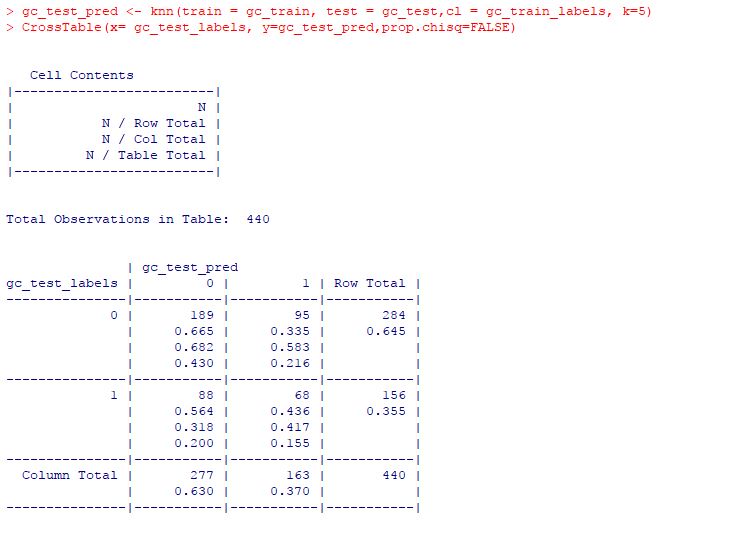 > gc_test_pred <- knn(train = gc_train, test = gc_test,cl = gc_train_labels, k=5)
> CrossTable(x= gc_test_labels, y=gc_test_pred,prop.chisq=FALSE)
   Cell Contents
|-------------------------|
|                       N |
|           N / Row Total |
|           N / Col Total |
|         N / Table Total |
|-------------------------|
Total Observations in Table:  440
               | gc_test_pred
gc_test_labels |         0 |         1 | Row Total |
---------------|-----------|-----------|-----------|
             0 |       189 |        95 |       284 |
               |     0.665 |     0.335 |     0.645 |
               |     0.682 |     0.583 |           |
               |     0.430 |     0.216 |           |
---------------|-----------|-----------|-----------|
             1 |        88 |        68 |       156 |
               |     0.564 |     0.436 |     0.355 |
               |     0.318 |     0.417 |           |
               |     0.200 |     0.155 |           |
---------------|-----------|-----------|-----------|
  Column Total |       277 |       163 |       440 |
               |     0.630 |     0.370 |           |
---------------|-----------|-----------|-----------|